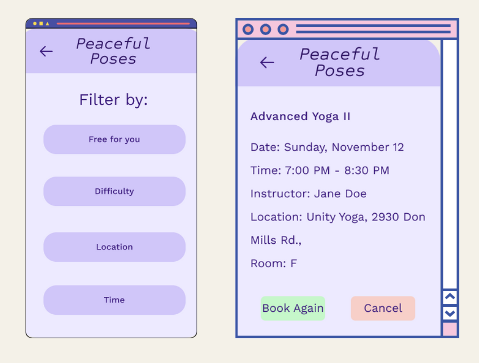 Peaceful
Poses
Filter by:
Free for you
Difficulty
Location
Time
Peaceful
Poses
Advanced Yoga II
Date: Sunday, November 12
Time: 7:00 PM - 8:30 PM
Instructor: Jane Doe
Location: Unity Yoga, 2930 Don
Mills Rd.,
Room: F
Book Again
Cancel